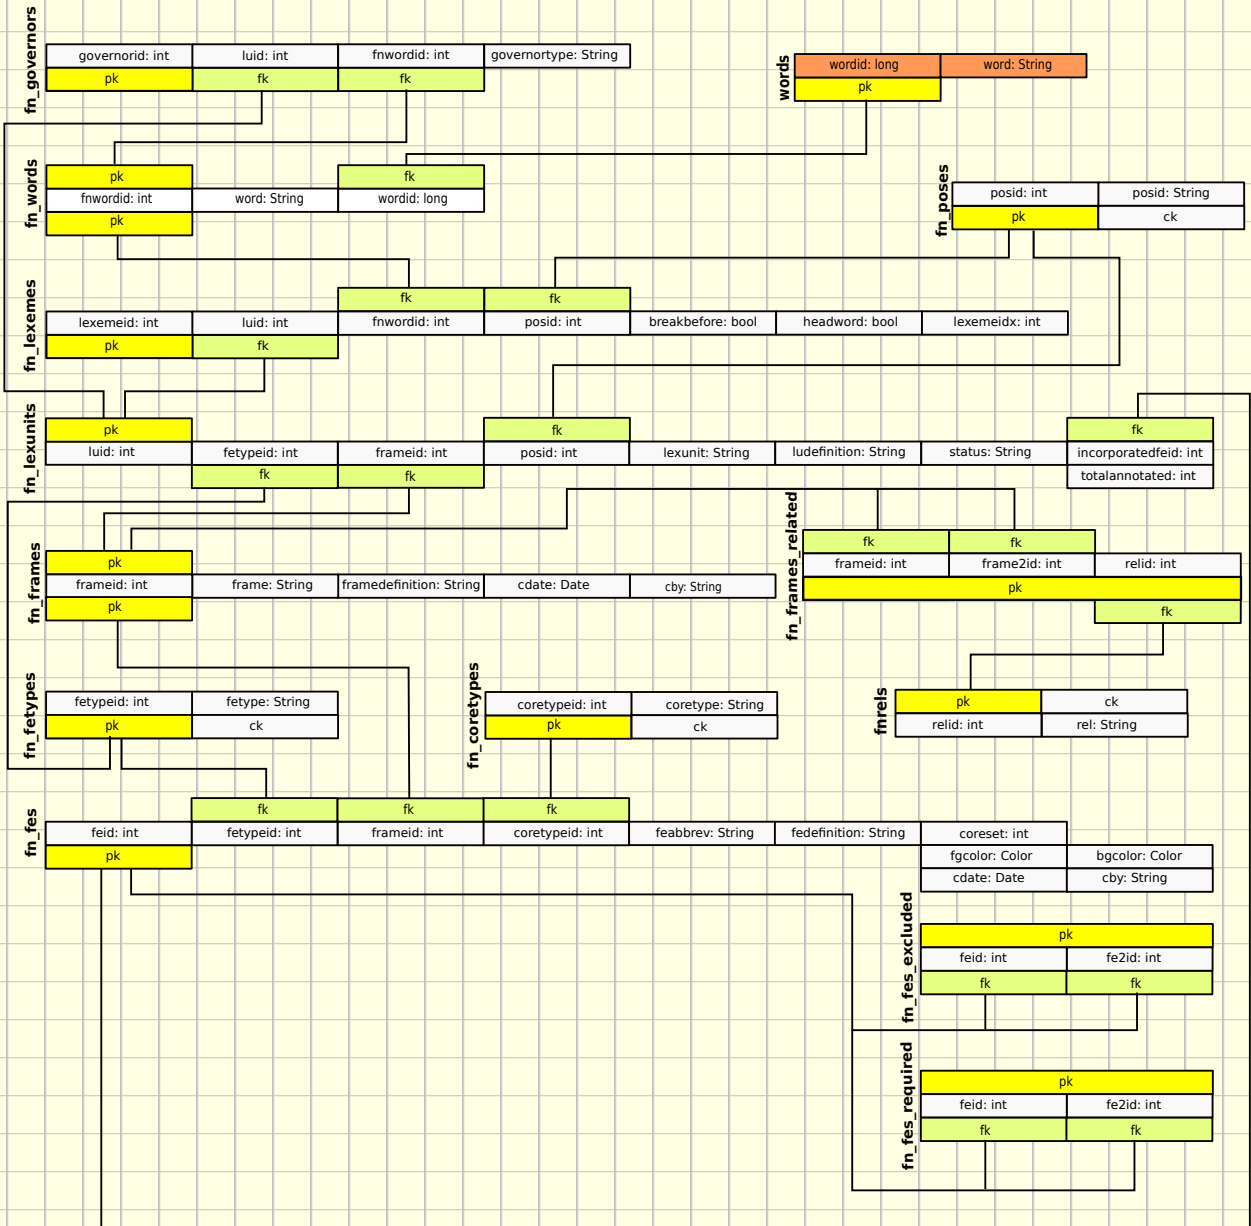 fn_governors
governorid: int luid: int fnwordid: int governortype: String
pk fk fk
words
wordid: long word: String
pk
fn_words
pk fk
fnwordid: int word: String wordid: long
pk
fn_poses
posid: int posid: String
pk ck
fn_lexemes
fk fk
lexemeid: int luid: int fnwordid: int posid: int breakbefore: bool headword: bool lexemeidx: int
pk fk
fn_lexunits
pk fk fk
luid: int fetypeid: int frameid: int posid: int lexunit: String ludefinition: String status: String incorporatedfeid: int
fk fk totalannotated: int
fn_frames
pk
frameid: int frame: String framedefinition: String cdate: Date cby: String
pk
fn_frames_related
fk fk
frameid: int frame2id: int relid: int
pk
fk
fn_fetypes
fetypeid: int fetype: String
pk ck
fn_coretypes
coretypeid: int coretype: String
pk ck
fnrels
pk ck
relid: int rel: String
fn_fes
fk fk fk
feid: int fetypeid: int frameid: int coretypeid: int feabbrev: String fedefinition: String coreset: int
pk fgcolor: Color bgcolor: Color
cdate: Date cby: String
fn_fes_excluded
pk
feid: int fe2id: int
fk fk
fn_fes_required
pk
feid: int fe2id: int
fk fk